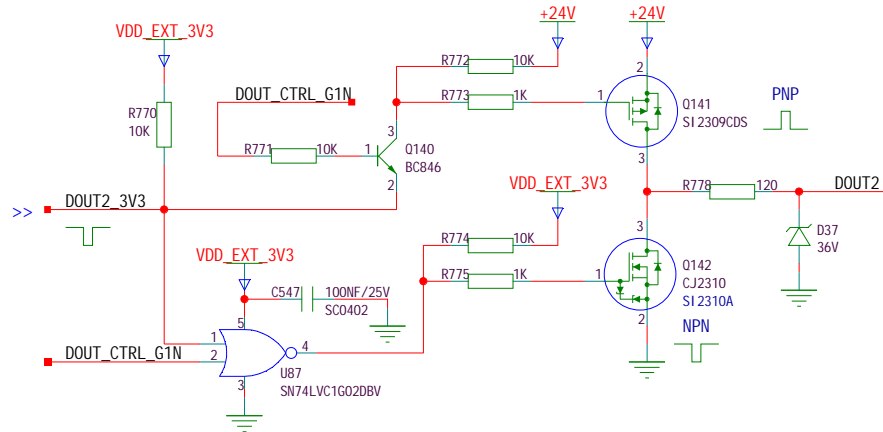 +24V +24V
VDD_EXT_3V3
R772 10K
2
DOUT_CTRL_G1N
R773 1K 1
Q141
SI2309CDS
PNP
R770
10K
3
R771 10K 1
Q140
BC846
3
2
DOUT2_3V3
>>
VDD_EXT_3V3
R778 120 DOUT2
D37
36V
VDD_EXT_3V3
R774 10K
3
R775 1K 1
Q142
CJ2310
SI2310A
C547 100NF/25V
SC0402
5
2
NPN
1
DOUT_CTRL_G1N 2
4
3
U87
SN74LVC1G02DBV